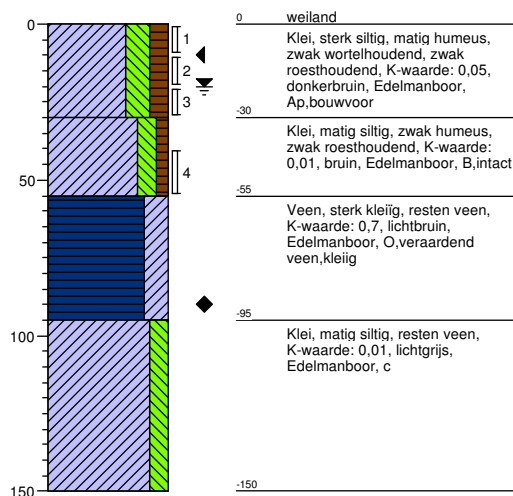 0
1
2
3
50
4
100
150
0 weiland
Klei, sterk siltig, matig humeus,
zwak wortelhoudend, zwak
roesthoudend, K-waarde: 0,05,
donkerbruin, Edelmanboor,
Ap,bouwvoor
-30
Klei, matig siltig, zwak humeus,
zwak roesthoudend, K-waarde:
0,01, bruin, Edelmanboor, B,intact
-55
Veen, sterk kleiïg, resten veen,
K-waarde: 0,7, lichtbruin,
Edelmanboor, O,veraardend
veen,kleiig
-95
Klei, matig siltig, resten veen,
K-waarde: 0,01, lichtgrijs,
Edelmanboor, c
-150